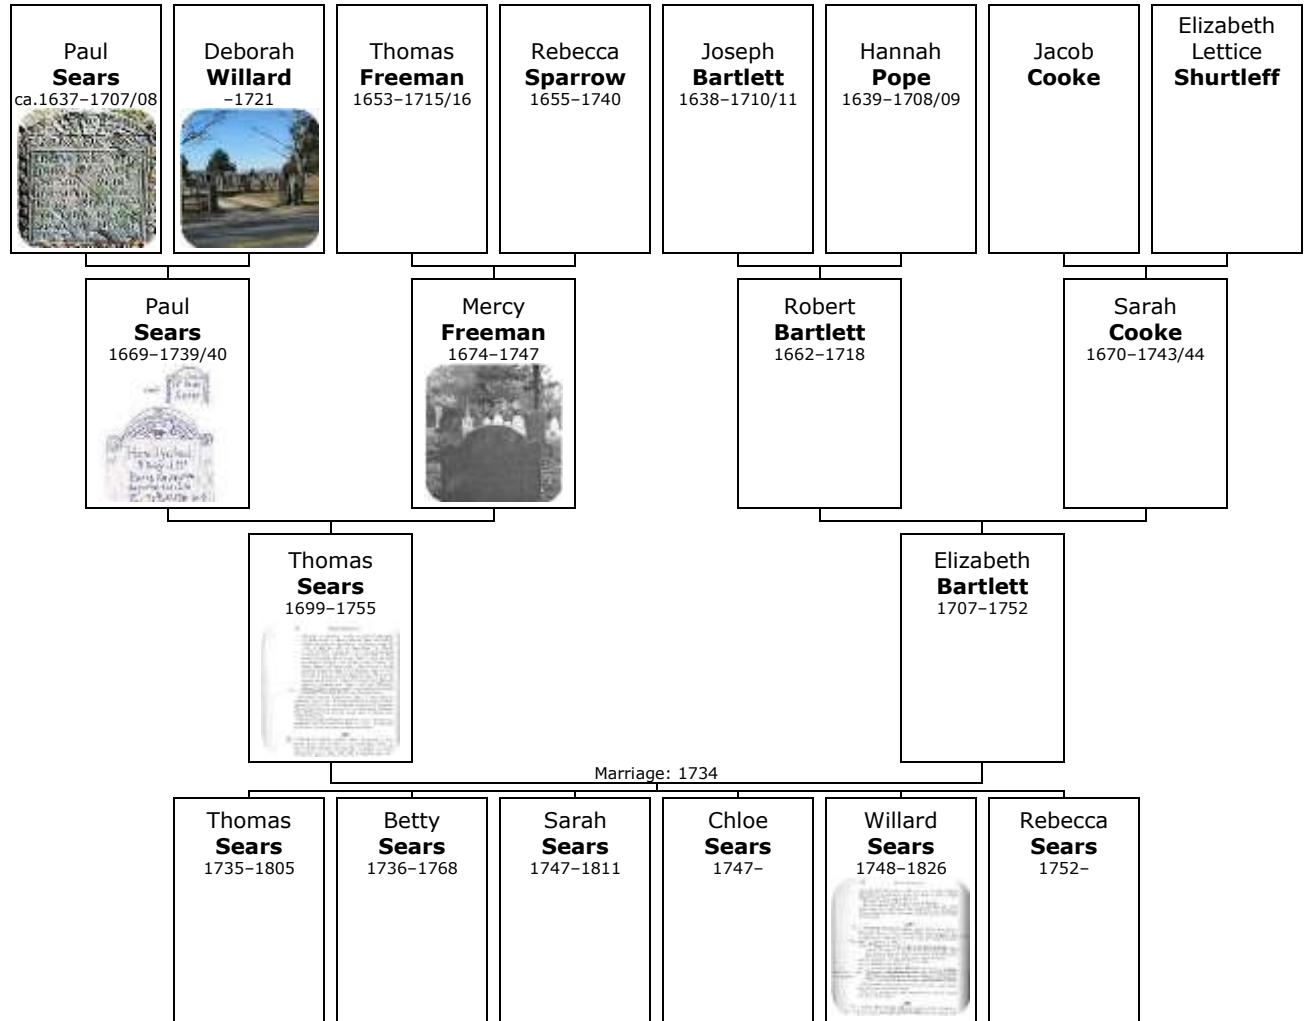 Paul
Sears
ca.1637–1707/08
Deborah
Willard
–1721
Thomas
Freeman
1653–1715/16
Rebecca
Sparrow
1655–1740
Joseph
Bartlett
1638–1710/11
Hannah
Pope
1639–1708/09
Jacob
Cooke
Elizabeth
Lettice
Shurtleff
Paul
Sears
1669–1739/40
Mercy
Freeman
1674–1747
Robert
Bartlett
1662–1718
Sarah
Cooke
1670–1743/44
Thomas
Sears
1699–1755
Elizabeth
Bartlett
1707–1752
Marriage: 1734
Thomas
Sears
1735–1805
Betty
Sears
1736–1768
Sarah
Sears
1747–1811
Chloe
Sears
1747–
Willard
Sears
1748–1826
Rebecca
Sears
1752–